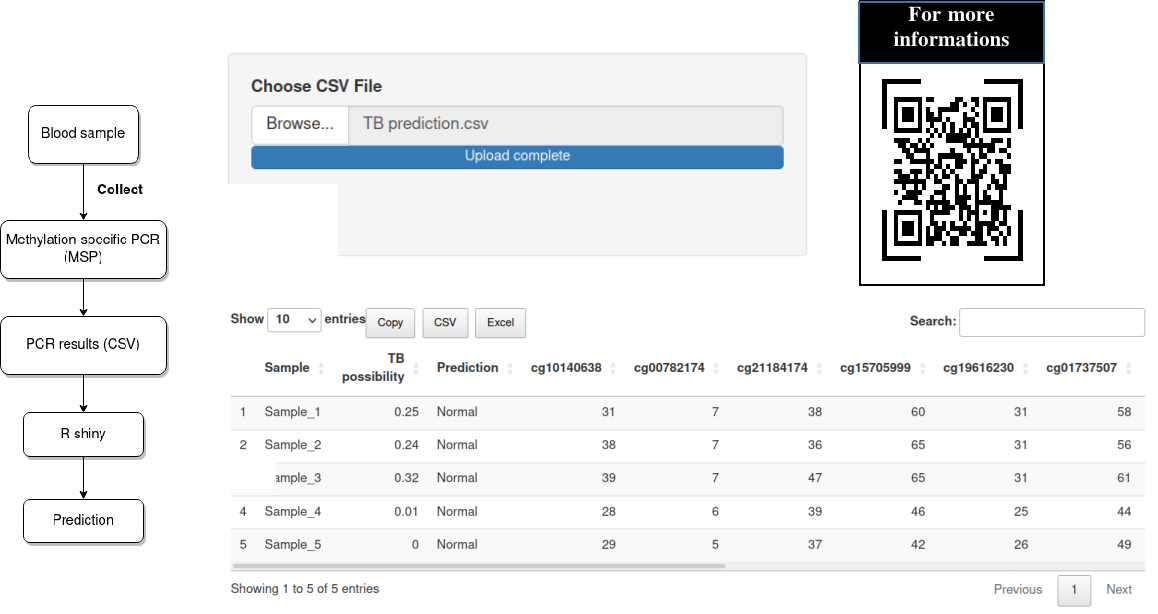 For more
informations
Choose CSV File
Browse... TB prediction.csv
Upload complete
Blood sample
Collect
Methylation specific PCR
(MSP)
PCR results (CSV)
R shiny
Prediction
Show 10 entries Copy CSV Excel Search:
Sample TB possibility Prediction cg10140638 cg00782174 cg21184174 cg15705999 cg19616230 cg01737507
1 Sample_1 0.25 Normal 31 7 38 60 31 58
2 Sample_2 0.24 Normal 38 7 36 65 31 56
ample_3 0.32 Normal 39 7 47 65 31 61
4 Sample_4 0.01 Normal 28 6 39 46 25 44
5 Sample_5 0 Normal 29 5 37 42 26 49
Showing 1 to 5 of 5 entries Previous 1 Next